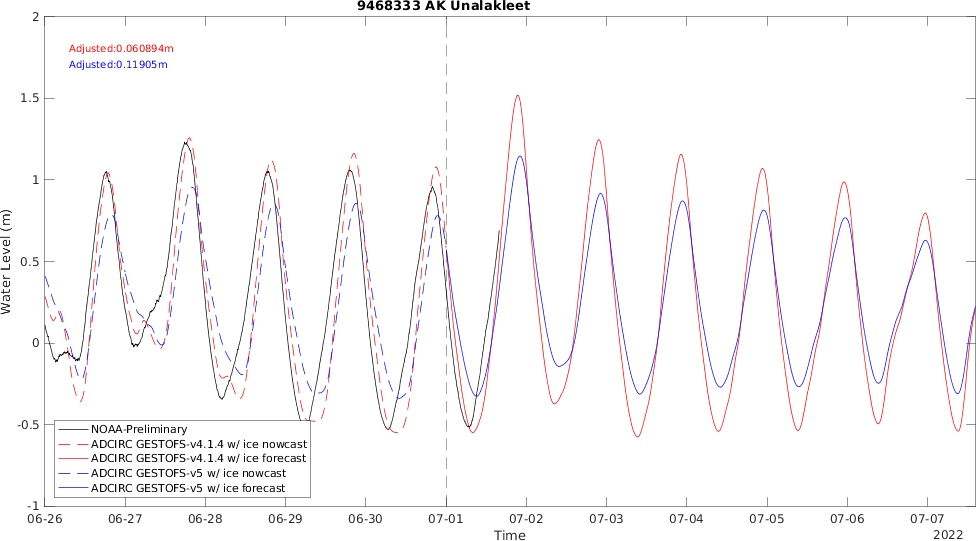 9468333 AK Unalakleet
Adjusted:0.060894m
Adjusted:0.11905m
Water Level (m)
2
1.5
1
0.5
0
-0.5
-1
NOAA-Preliminary
ADCIRC GESTOFS-v4.1.4 w/ ice nowcast
ADCIRC GESTOFS-v4.1.4 w/ ice forecast
ADCIRC GESTOFS-v5 w/ ice nowcast
ADCIRC GESTOFS-v5 w/ ice forecast
06-26 06-27 06-28 06-29 06-30 07-01 07-02 07-03 07-04 07-05 07-06 07-07
Time
2022